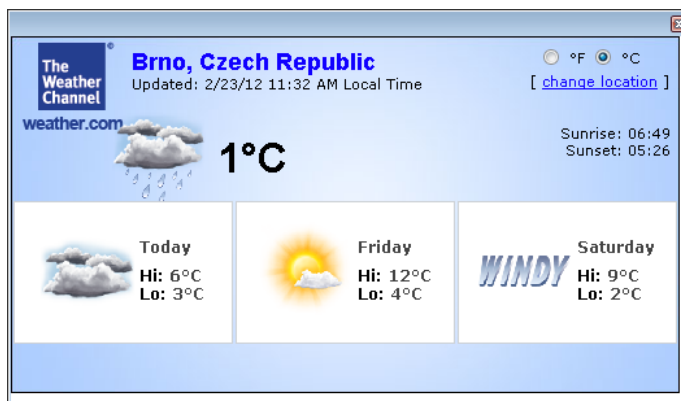 The
Weather
Channel
weather.com
Brno, Czech Republic
Updated: 2/23/12 11:32 AM Local Time
°F °C
[ change location ]
1°C
Sunrise: 06:49
Sunset: 05:26
Today
Hi: 6°C
Lo: 3°C
Friday
Hi: 12°C
Lo: 4°C
WINDY
Saturday
Hi: 9°C
Lo: 2°C